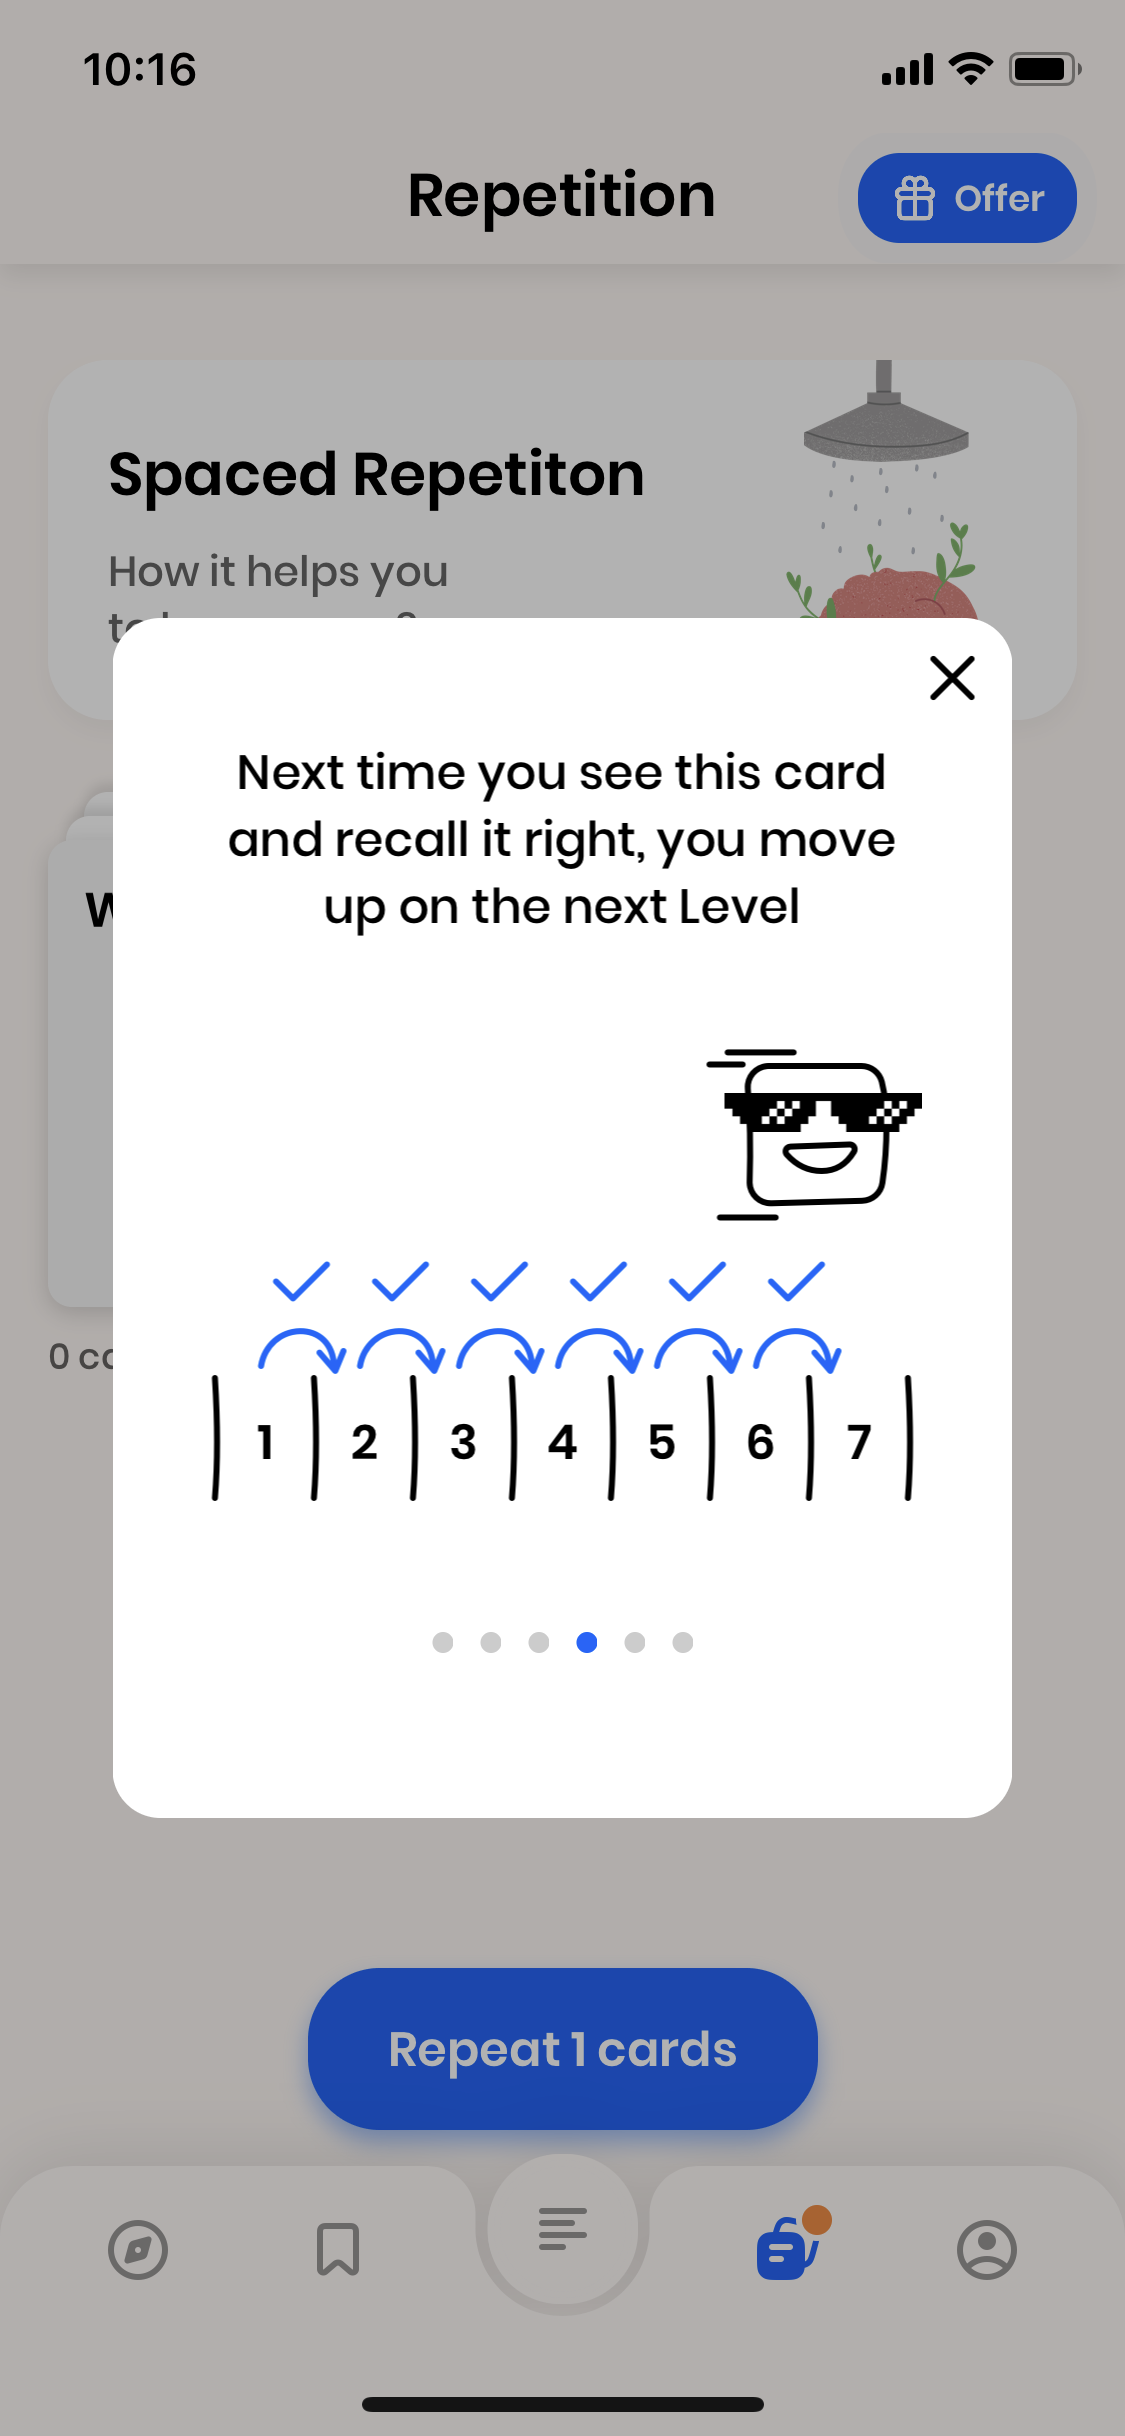 10:16
Repetition
Offer
Spaced Repetiton
How it helps you
Next time you see this card
and recall it right, you move
up on the next Level
1 2 3 4 5 6 7
0
Repeat 1 cards